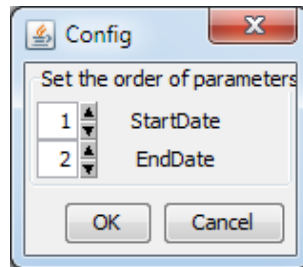 Config
Set the order of parameters
1 StartDate
2 EndDate
OK Cancel